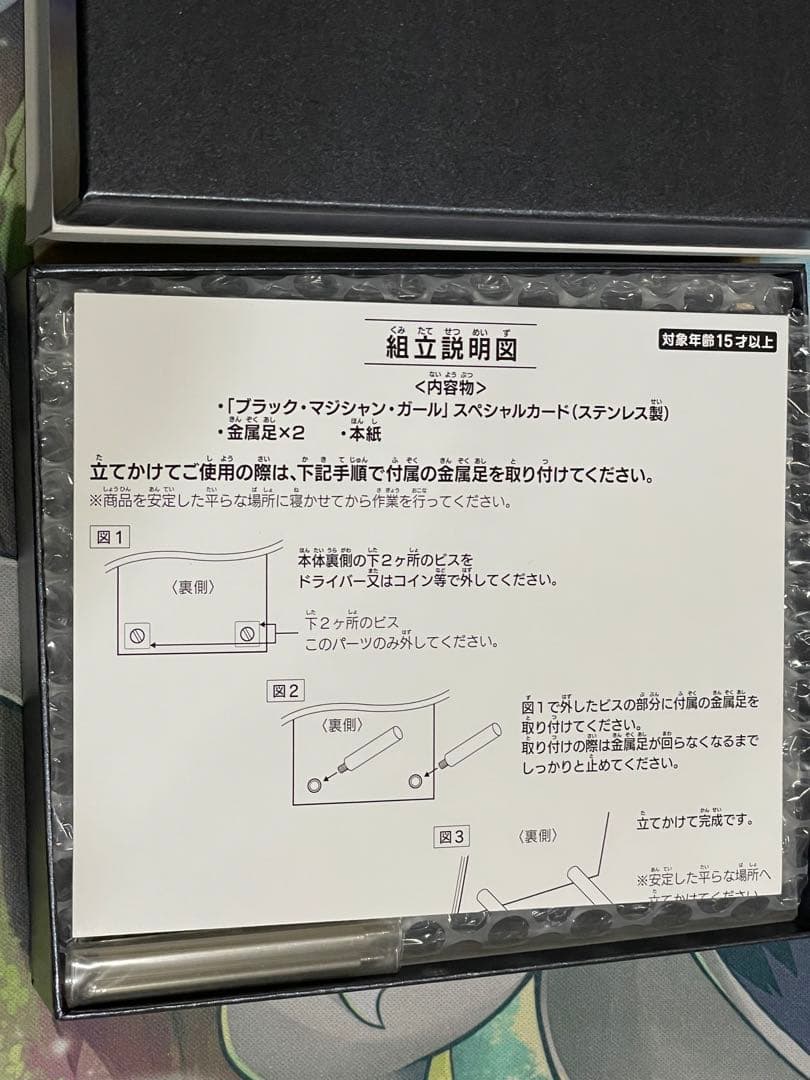 組立説明図
対象年齢15才以上
<内容物>
・「ブラック・マジシャン・ガール」スペシャルカード(ステンレス製)
・金属足×2 ・本紙
立てかけてご使用の際は、下記手順で付属の金属足を取り付けてください。
※商品を安定した平らな場所に寝かせてから作業を行ってください。
図1
〈裏側〉
本体裏側の下2ヶ所のビスを
ドライバー又はコイン等で外してください。
下2ヶ所のビス
このパーツのみ外してください。
図2
〈裏側〉
図1で外したビスの部分に付属の金属足を
取り付けてください。
取り付けの際は金属足が回らなくなるまで
しっかりと止めてください。
図3
〈裏側〉
立てかけて完成です。
※安定した平らな場所へ
立てかけてください